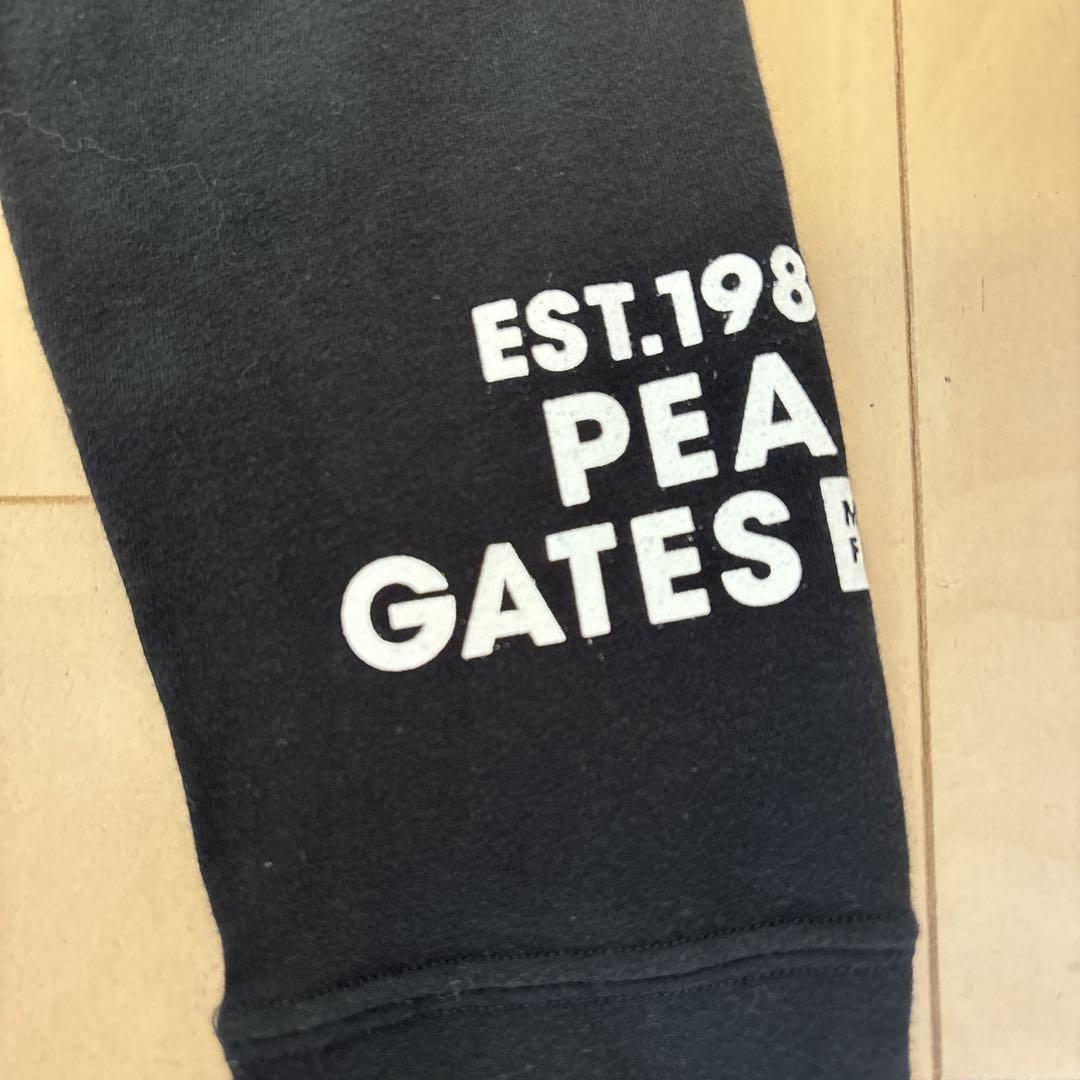 EST.198
PEA
GATES M
F